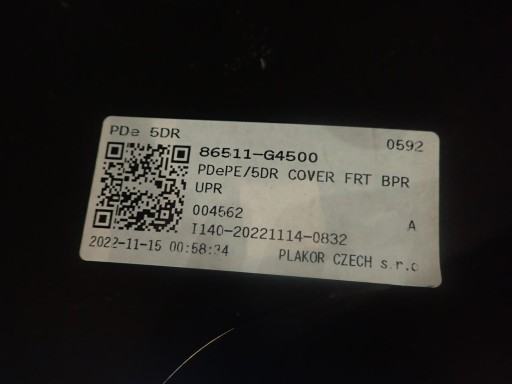 PDe 5DR 0592
86511-G4500
PDePE/5DR COVER FRT BPR
UPR
004562 A
I140-20221114-0832
2022-11-15 00:58:34 PLAKOR CZECH s.r.o